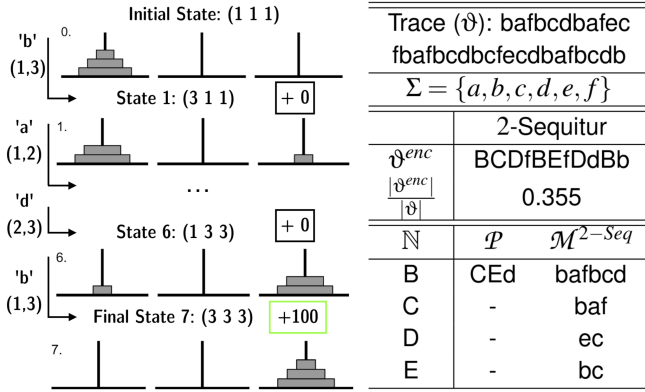 Initial State: (1 1 1)
'b'
(1,3)
0.
State 1: (3 1 1)
+ 0
'a'
(1,2)
1.
...
'd'
(2,3)
State 6: (1 3 3)
+ 0
'b'
(1,3)
6.
Final State 7: (3 3 3)
+100
7.
Trace (ϑ): bafbcdbafec
fbafbcdbcfecdbafbcdb
Σ = {a,b,c,d,e,f}
2-Sequitur
ϑ^enc BCDfBEfDdBb
|ϑ^enc| / |ϑ| 0.355
ℕ 𝒫 ℳ^2-Seq
B CEd bafbcd
C - baf
D - ec
E - bc